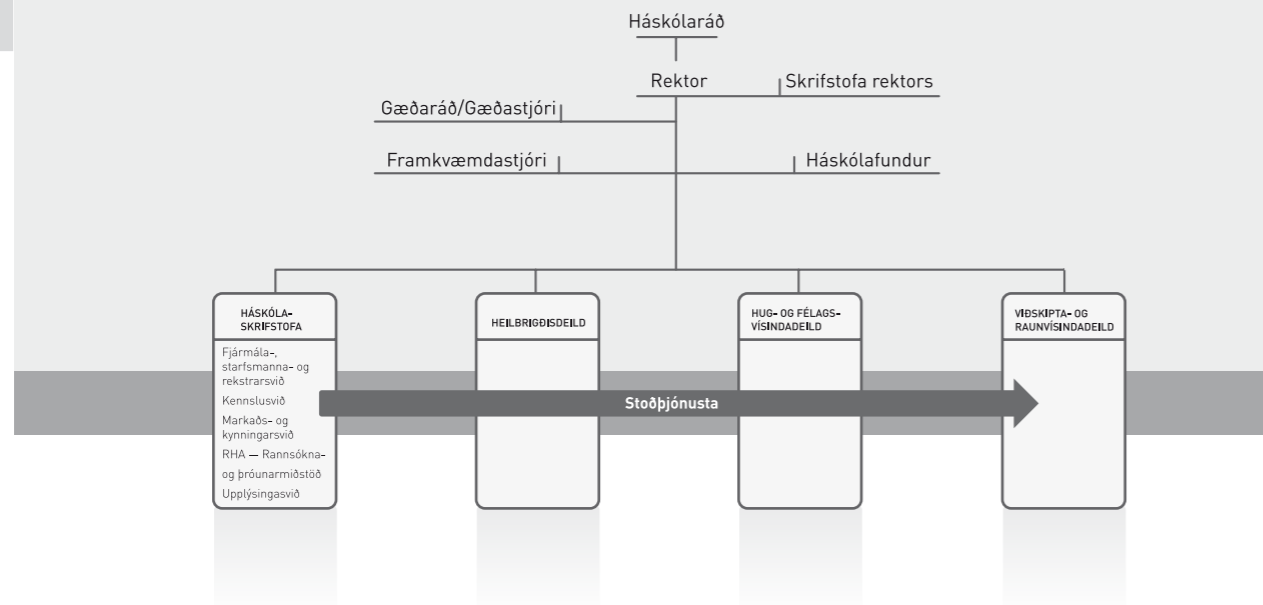 Háskólaráð
Rektor
Skrifstofa rektors
Gæðaráð/Gæðastjóri
Framkvæmdastjóri
Háskólafundur
HÁSKÓLA-
SKRIFSTOFA
Fjármála-,
starfsmanna- og
rekstrarsvið
Kennslusvið
Markaðs- og
kynningarsvið
RHA — Rannsókna-
og þróunarmiðstöð
Upplýsingasvið
HEILBRIGÐISDEILD
HUG- OG FÉLAGS-
VÍSINDADEILD
VIÐSKIPTA- OG
RAUNVÍSINDADEILD
Stoðþjónusta